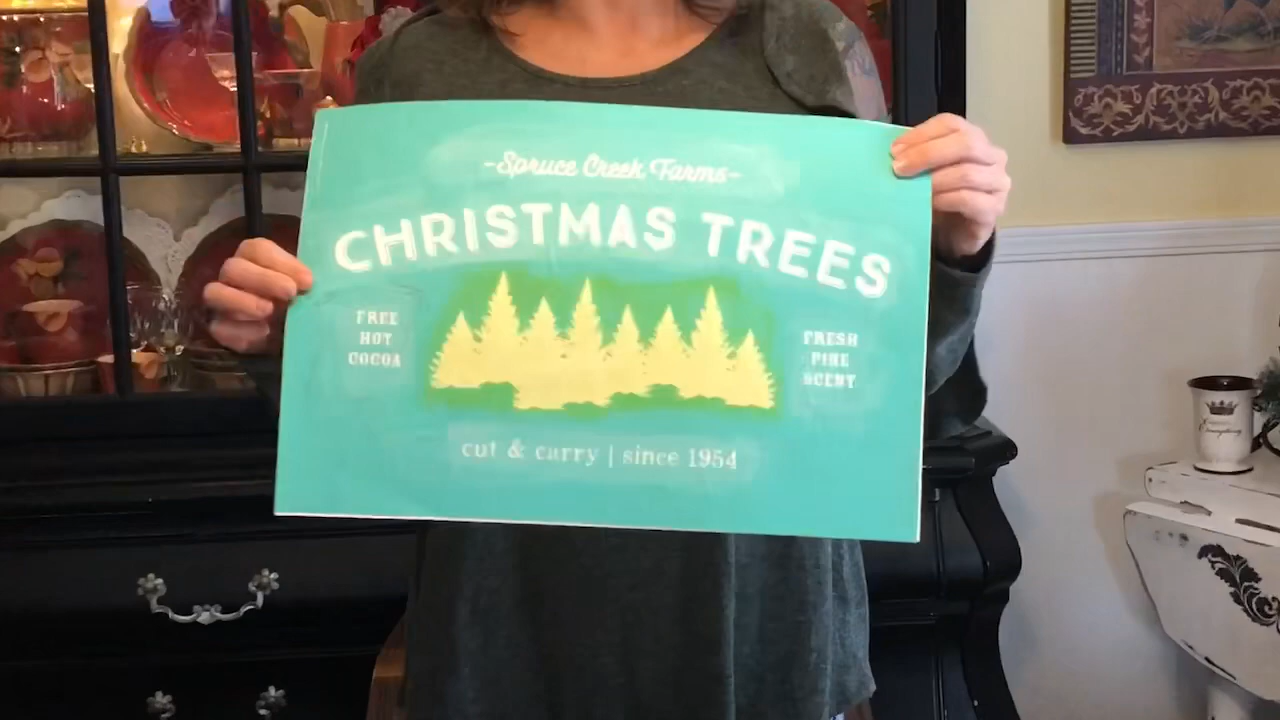 -Spruce Creek Farms-
CHRISTMAS TREES
FREE
HOT
COCOA
FRESH
PINE
SCENT
cut & carry | since 1954